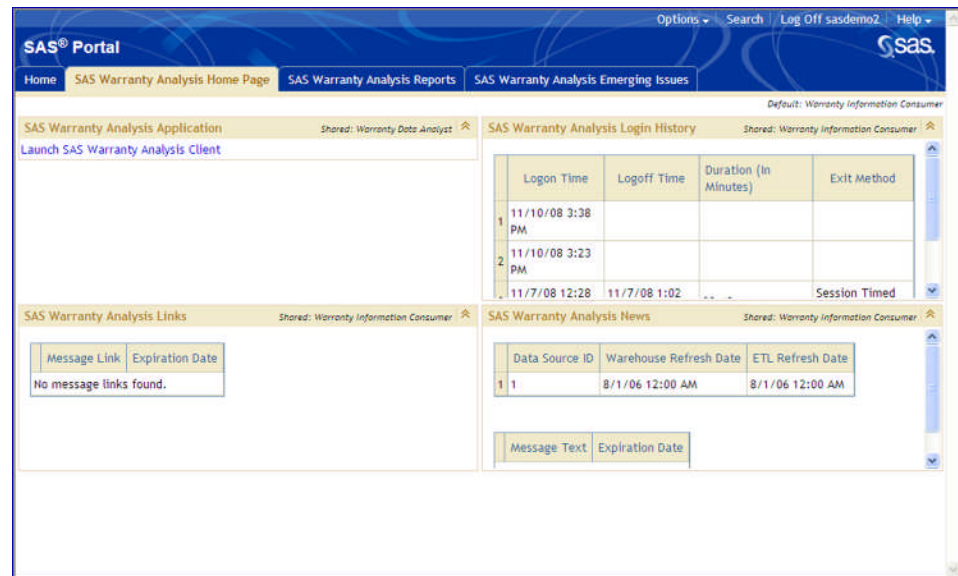 Options Search Log Off sasdemo2 Help
SAS® Portal
sas.
Home SAS Warranty Analysis Home Page SAS Warranty Analysis Reports SAS Warranty Analysis Emerging Issues
Default: Warranty Information Consumer
SAS Warranty Analysis Application Shared: Warranty Data Analyst
Launch SAS Warranty Analysis Client
SAS Warranty Analysis Login History Shared: Warranty Information Consumer
Logon Time Logoff Time Duration (In Minutes) Exit Method
1 11/10/08 3:38 PM
2 11/10/08 3:23 PM
11/7/08 12:28 11/7/08 1:02 Session Timed
SAS Warranty Analysis Links Shared: Warranty Information Consumer
Message Link Expiration Date
No message links found.
SAS Warranty Analysis News Shared: Warranty Information Consumer
Data Source ID Warehouse Refresh Date ETL Refresh Date
1 1 8/1/06 12:00 AM 8/1/06 12:00 AM
Message Text Expiration Date